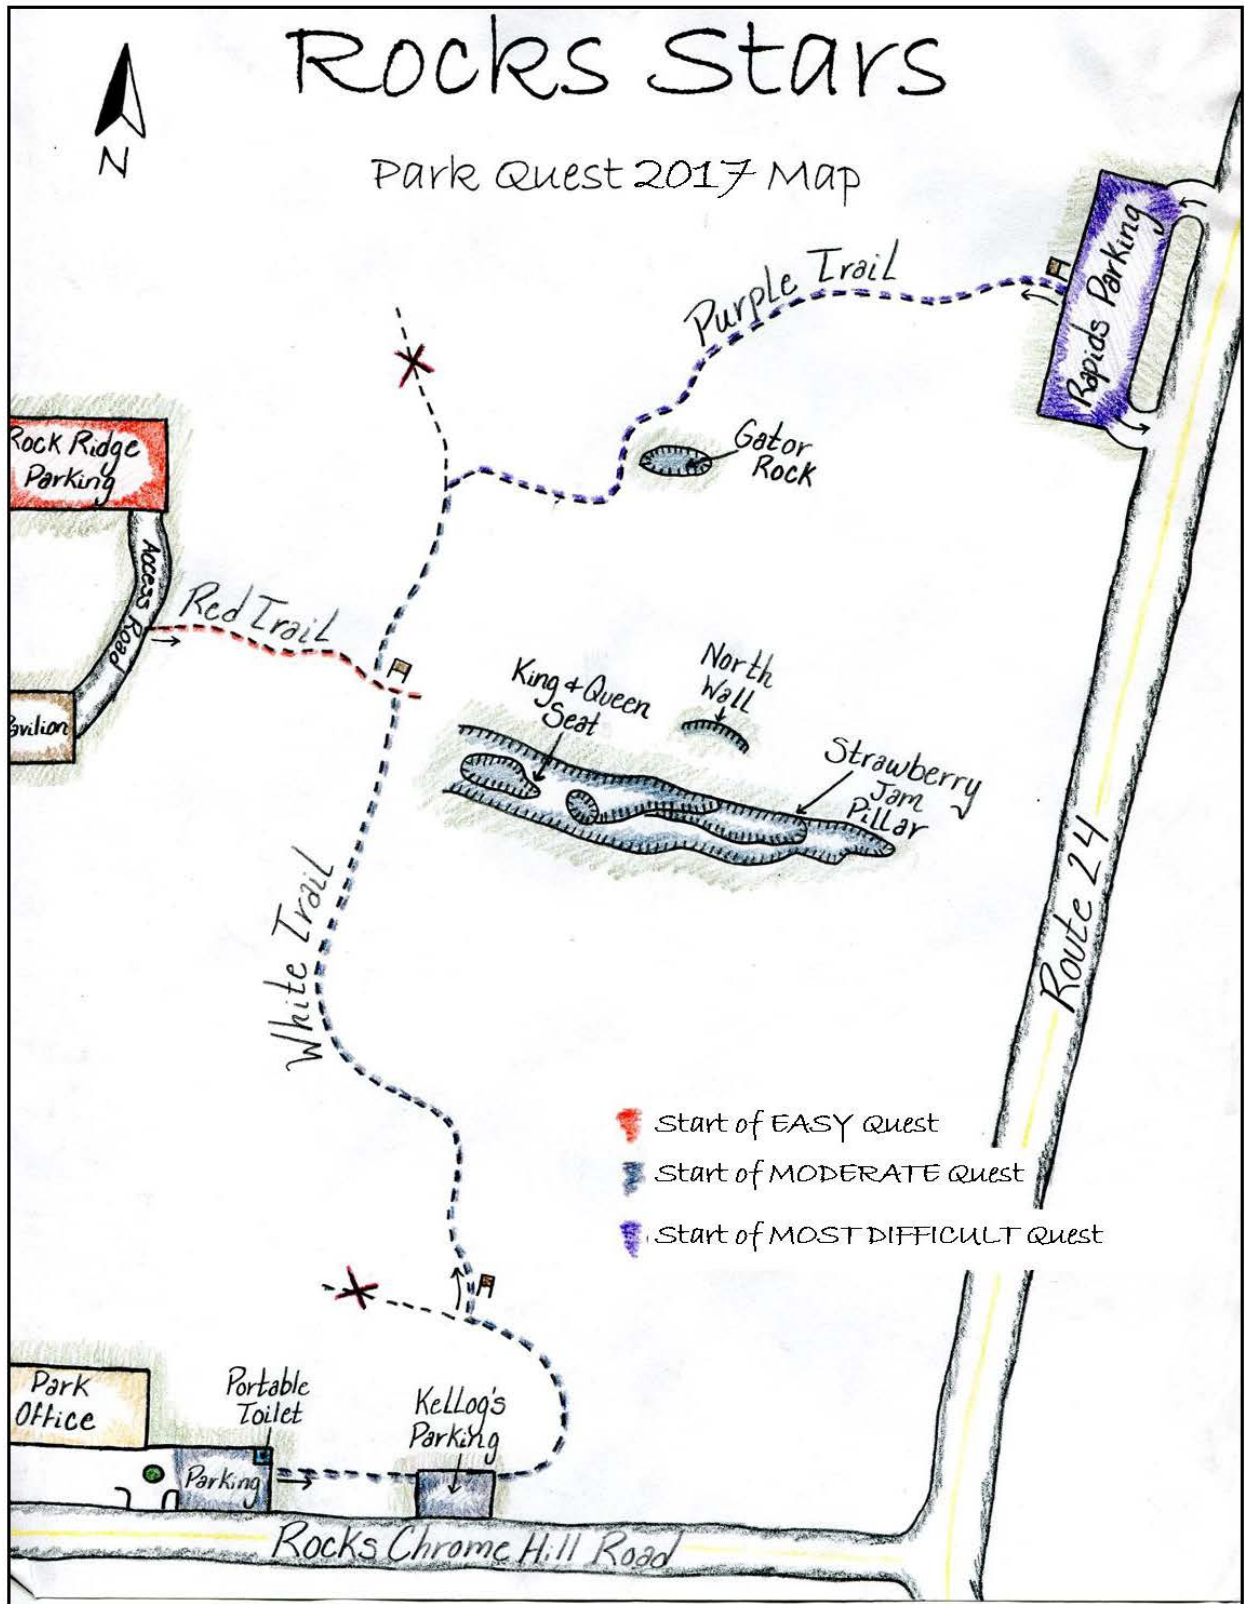 Rocks Stars
N
Park Quest 2017 Map
Purple Trail
Rapids Parking
Rock Ridge
Parking
Gator
Rock
Access Road
Red Trail
North
Wall
King & Queen
Seat
Strawberry
Jam
Pillar
Pavilion
White Trail
Route 24
Start of EASY Quest
Start of MODERATE Quest
Start of MOST DIFFICULT Quest
Park
Office
Portable
Toilet
Kellog's
Parking
Parking
Rocks Chrome Hill Road